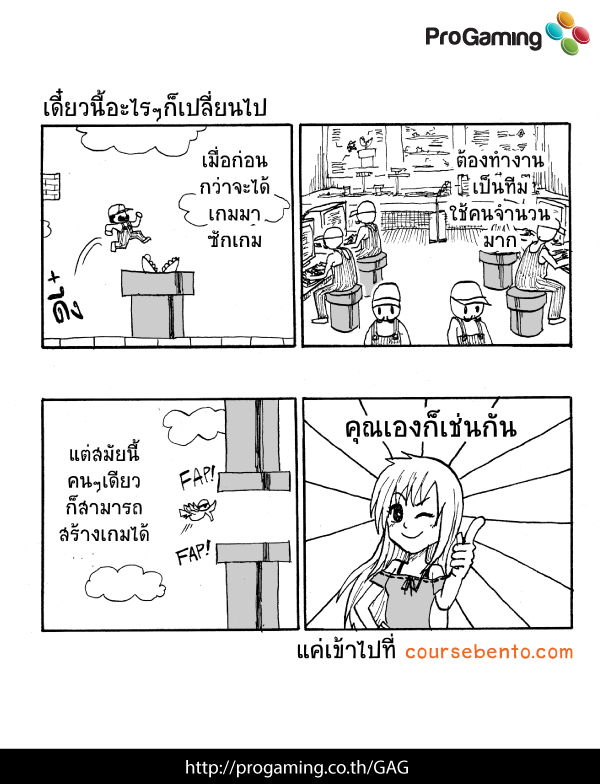 ProGaming
เดี๋ยวนี้อะไรๆก็เปลี่ยนไป
เมื่อก่อน
กว่าจะได้
เกมมา
ซักเกม
ดึ๋ง
ต้องทำงาน
เป็นทีม
ใช้คนจำนวน
มาก
แต่สมัยนี้
คนๆเดียว
ก็สามารถ
สร้างเกมได้
FAP!
FAP!
คุณเองก็เช่นกัน
แค่เข้าไปที่ coursebento.com
http://progaming.co.th/GAG